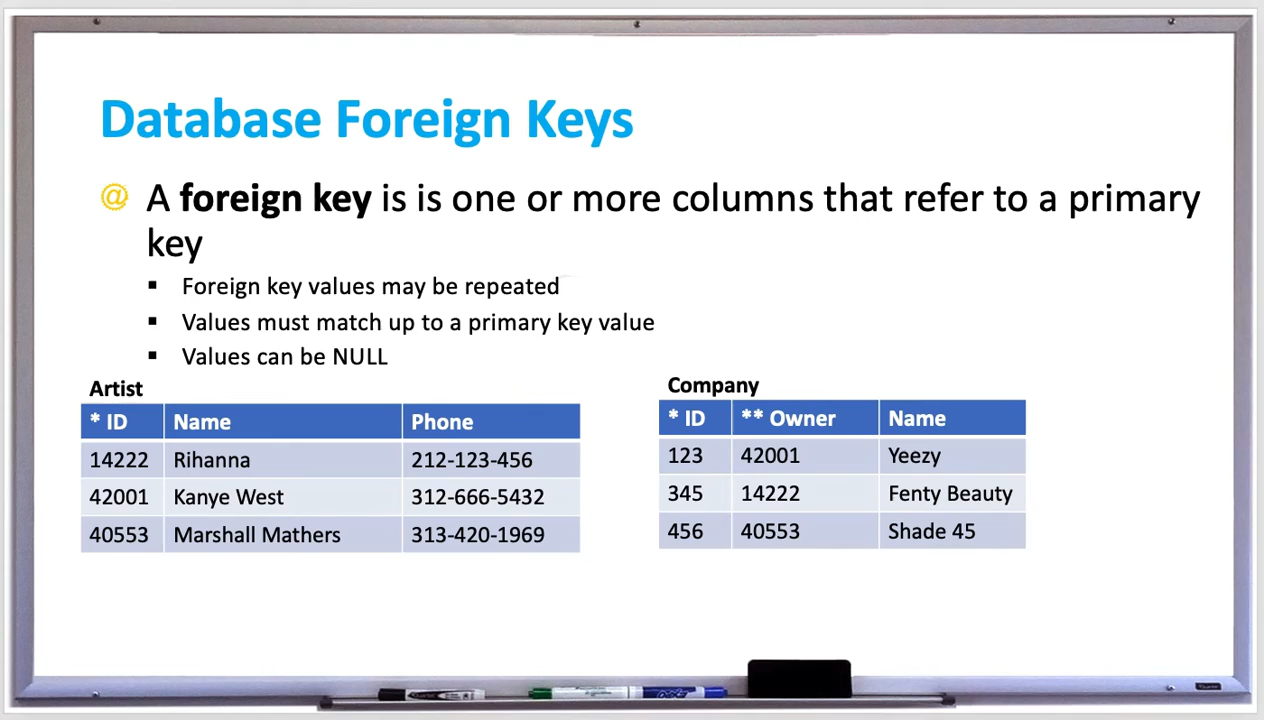 Database Foreign Keys
@ A foreign key is is one or more columns that refer to a primary
key
▪ Foreign key values may be repeated
▪ Values must match up to a primary key value
▪ Values can be NULL
Artist
* ID Name Phone
14222 Rihanna 212-123-456
42001 Kanye West 312-666-5432
40553 Marshall Mathers 313-420-1969
Company
* ID ** Owner Name
123 42001 Yeezy
345 14222 Fenty Beauty
456 40553 Shade 45